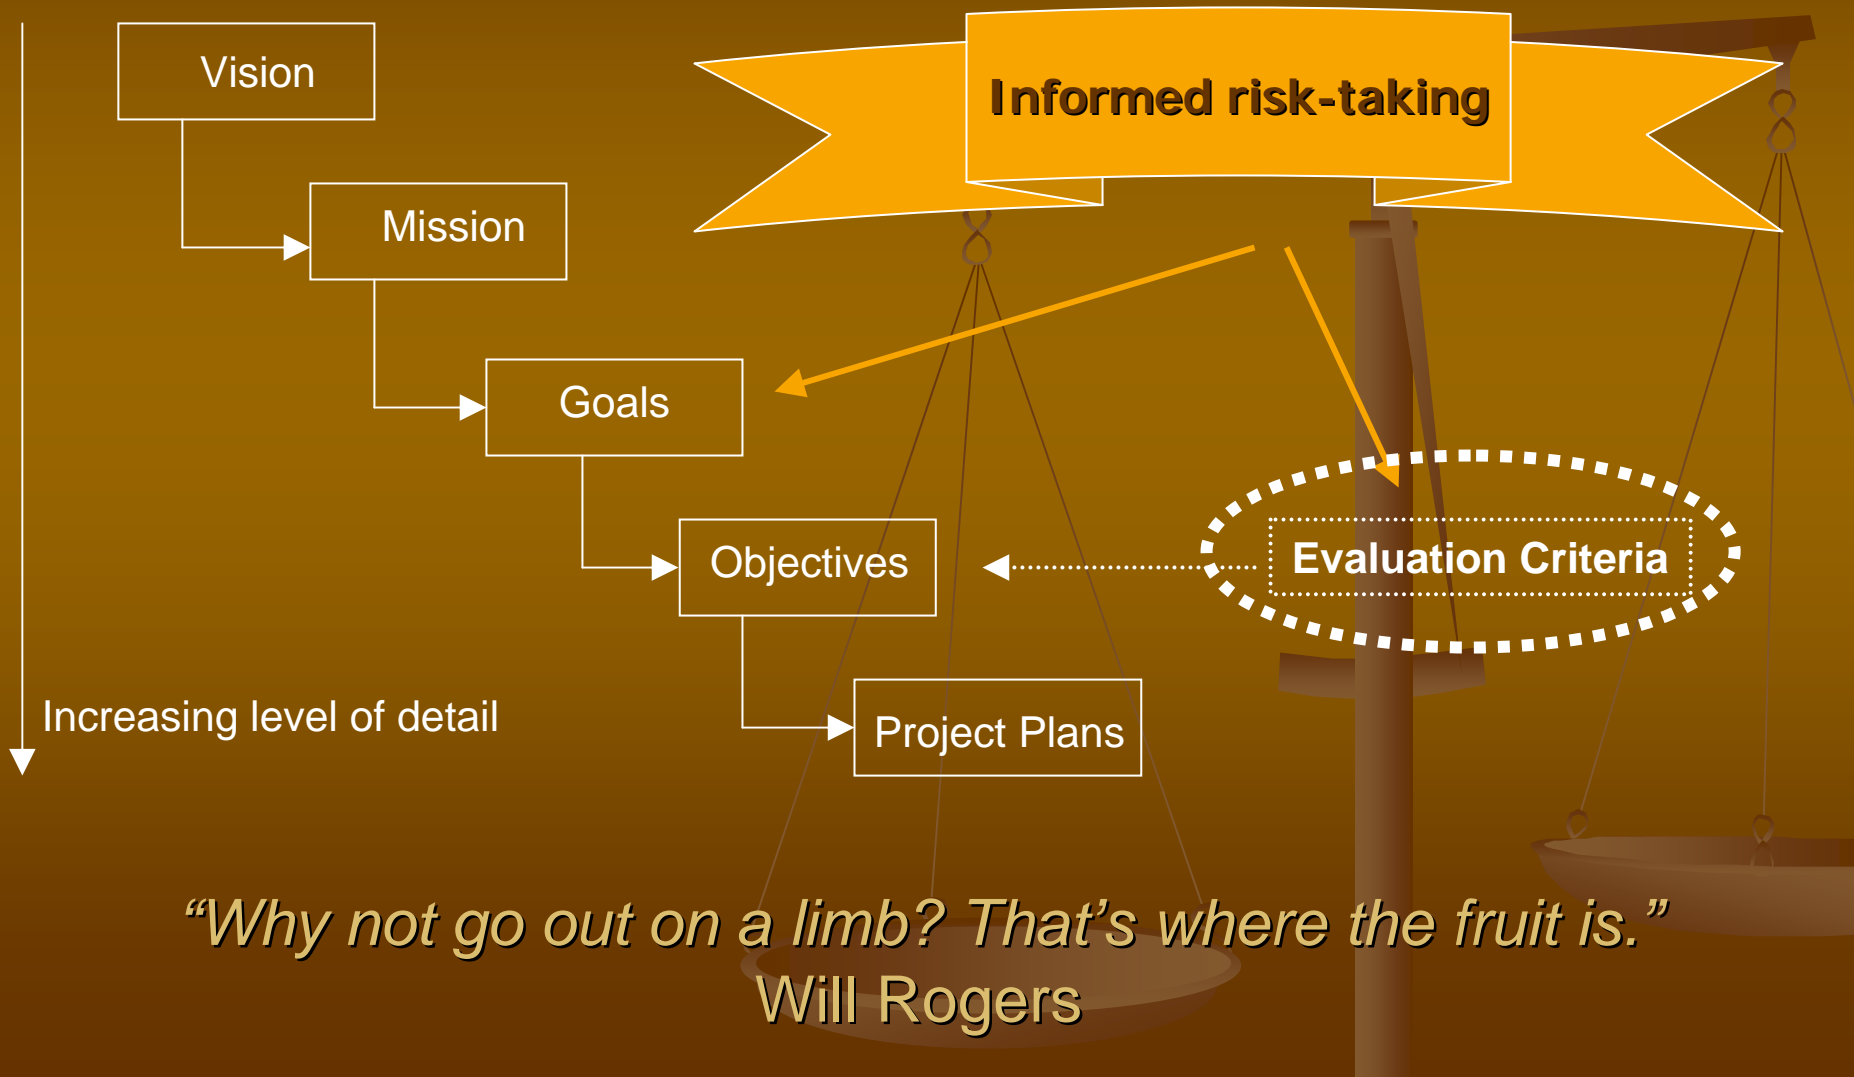 Vision
Informed risk-taking
Mission
Goals
Objectives
Evaluation Criteria
Increasing level of detail
Project Plans
“Why not go out on a limb? That’s where the fruit is.”
Will Rogers